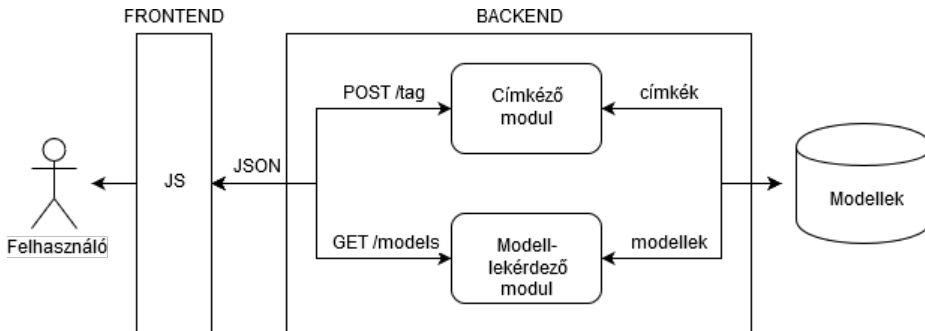 FRONTEND
BACKEND
POST /tag
Címkéző
modul
címkék
JSON
JS
Felhasználó
Modellek
GET /models
Modell-
lekérdező
modul
modellek